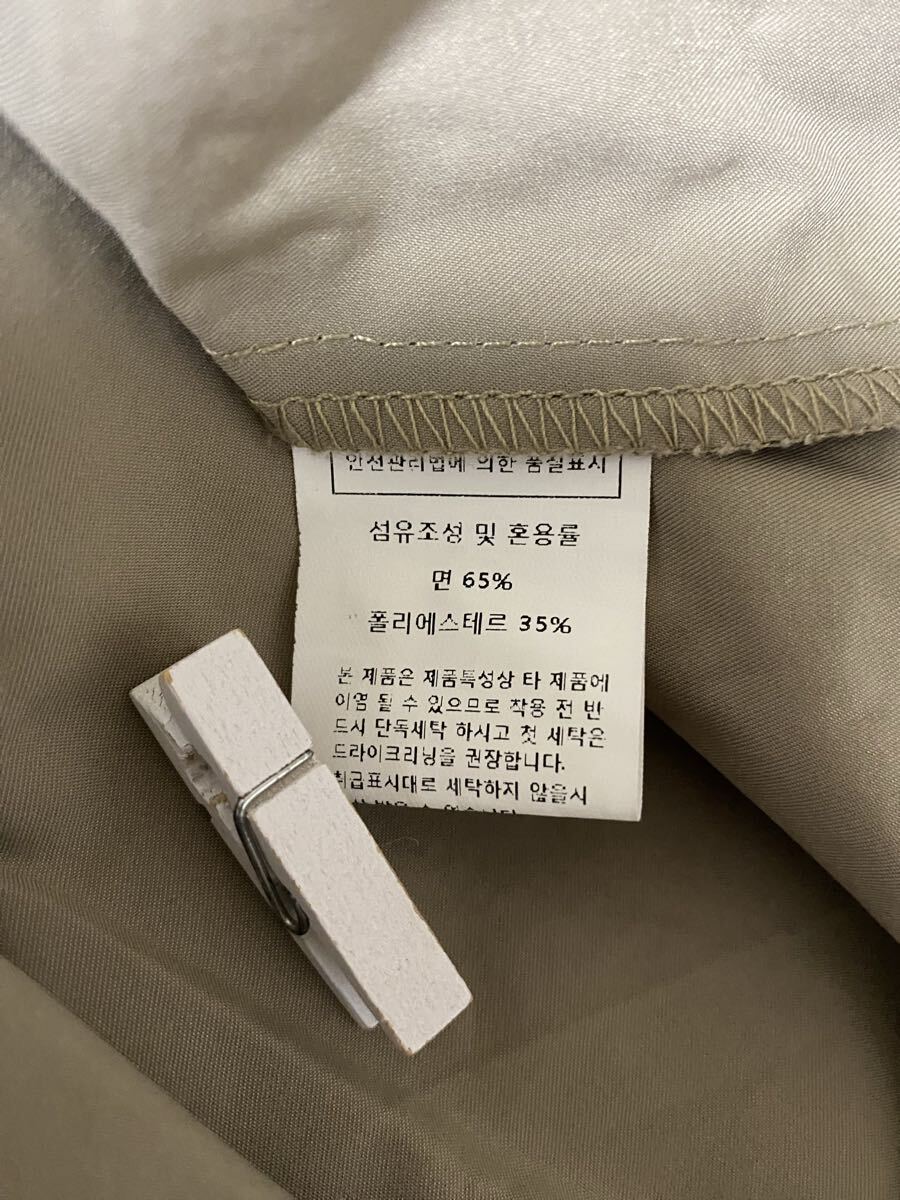 안전관리법에 의한 품질표시
섬유조성 및 혼용률
면 65%
폴리에스테르 35%
본 제품은 제품특성상 타 제품에
이염 될 수 있으므로 착용 전 반
드시 단독세탁 하시고 첫 세탁은
드라이크리닝을 권장합니다.
취급표시대로 세탁하지 않을시